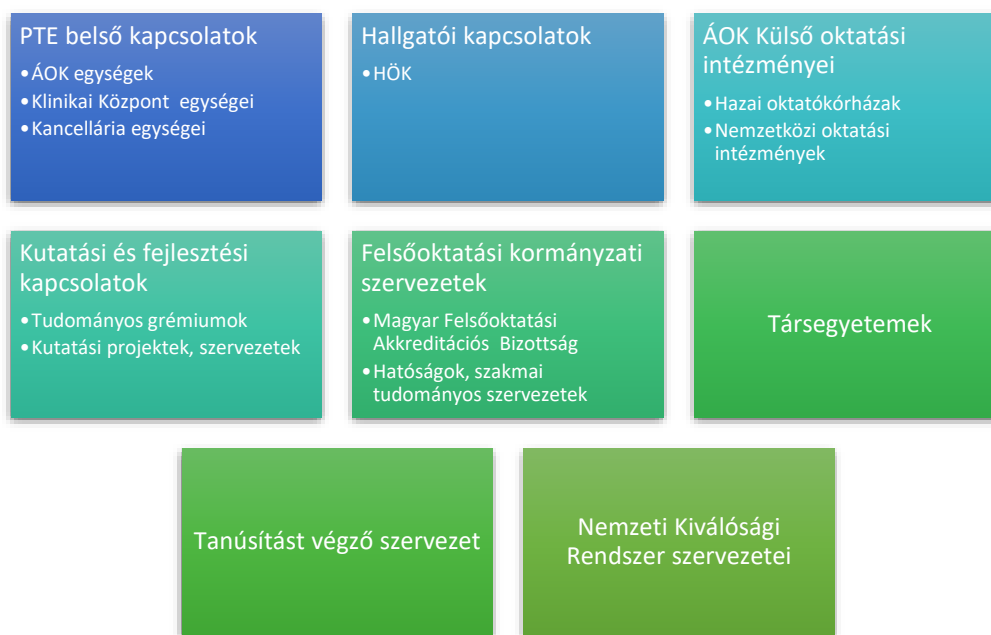 PTE belső kapcsolatok
•ÁOK egységek
•Klinikai Központ egységei
•Kancellária egységei
Hallgatói kapcsolatok
•HÖK
ÁOK Külső oktatási
intézményei
•Hazai oktatókórházak
•Nemzetközi oktatási
intézmények
Kutatási és fejlesztési
kapcsolatok
•Tudományos grémiumok
•Kutatási projektek, szervezetek
Felsőoktatási kormányzati
szervezetek
•Magyar Felsőoktatási
Akkreditációs Bizottság
•Hatóságok, szakmai
tudományos szervezetek
Társegyetemek
Tanúsítást végző szervezet
Nemzeti Kiválósági
Rendszer szervezetei